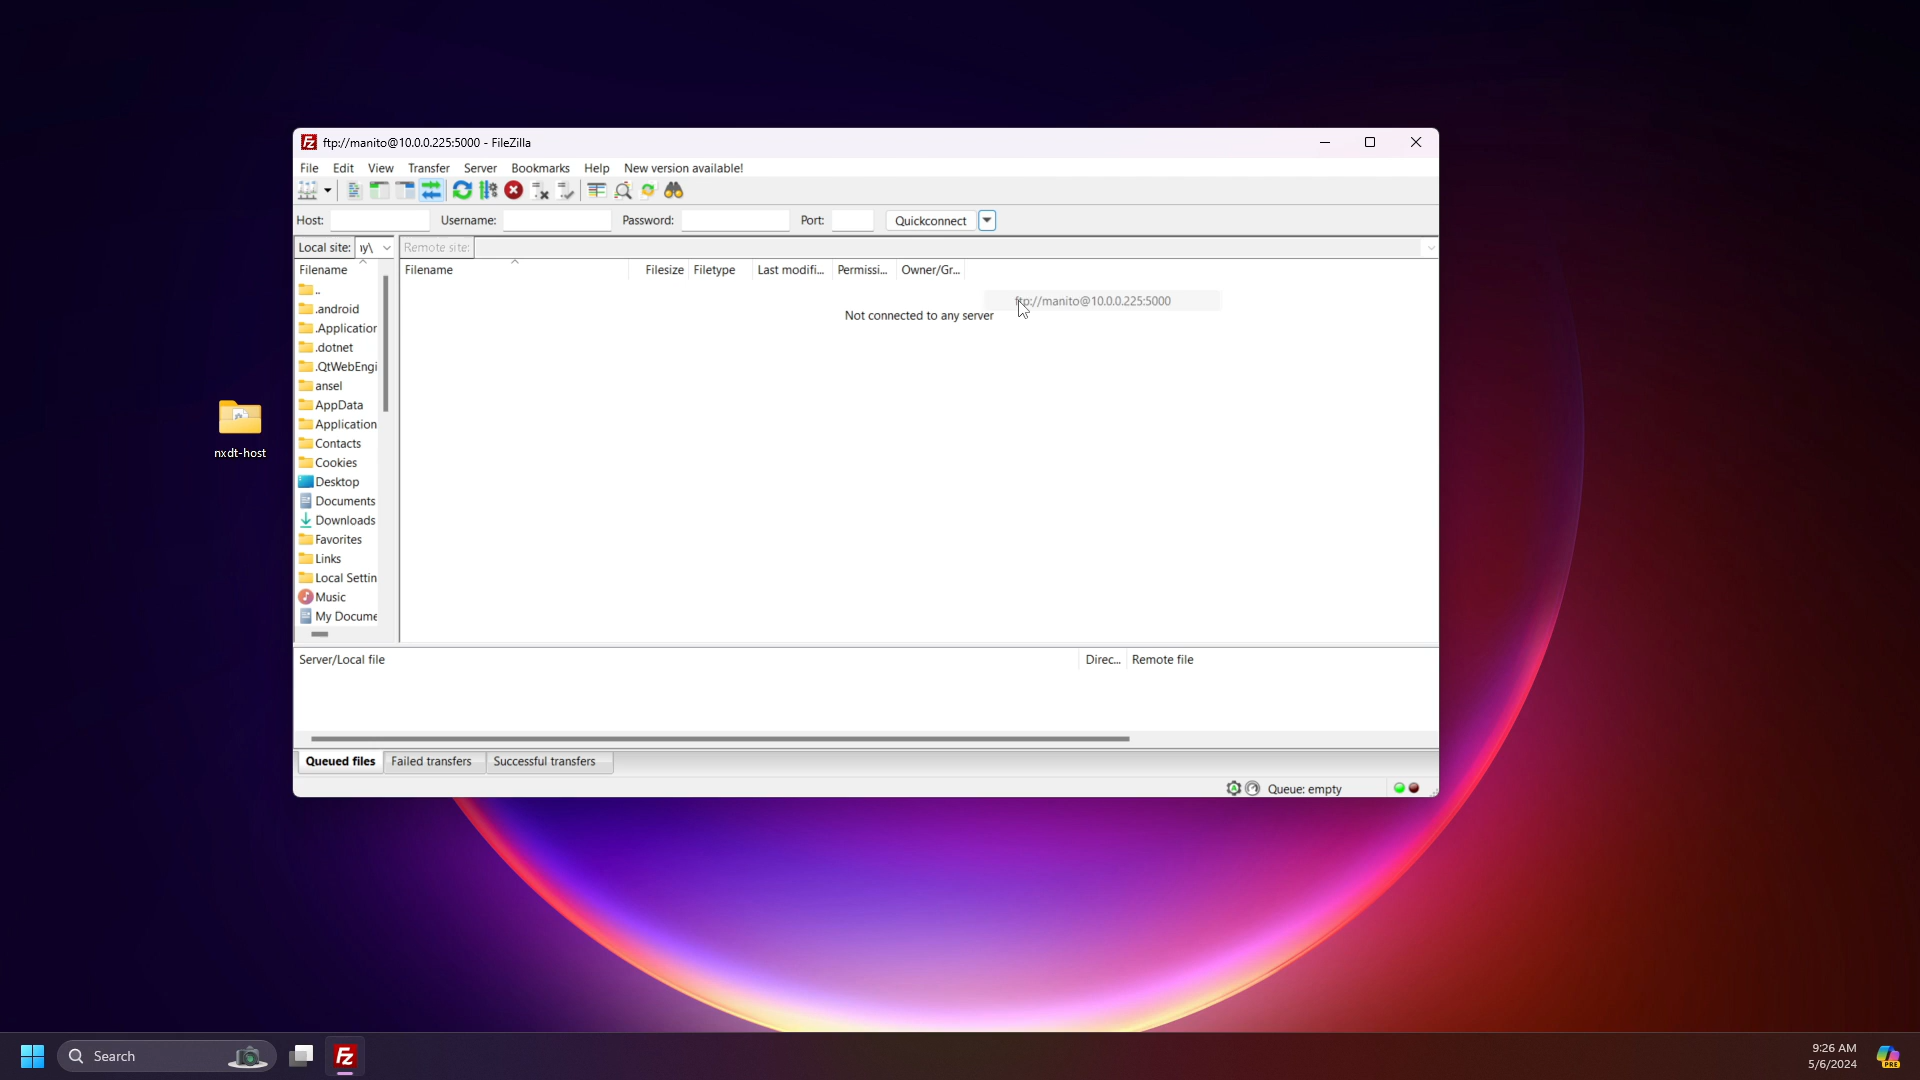 ftp://manito@10.0.0.225:5000 - FileZilla
File Edit View Transfer Server Bookmarks Help New version available!
Host: Username: Password: Port: Quickconnect
Local site: ıy\ Remote site:
Filename Filename Filesize Filetype Last modifi... Permissi... Owner/Gr...
..
ftp://manito@10.0.0.225:5000
.android
Not connected to any server
.Application
.dotnet
.QtWebEngi
ansel
AppData
Application
Contacts
nxdt-host
Cookies
Desktop
Documents
Downloads
Favorites
Links
Local Settin
Music
My Docume
Server/Local file Direc... Remote file
Queued files Failed transfers Successful transfers
Queue: empty
Search
9:26 AM
5/6/2024
PRE